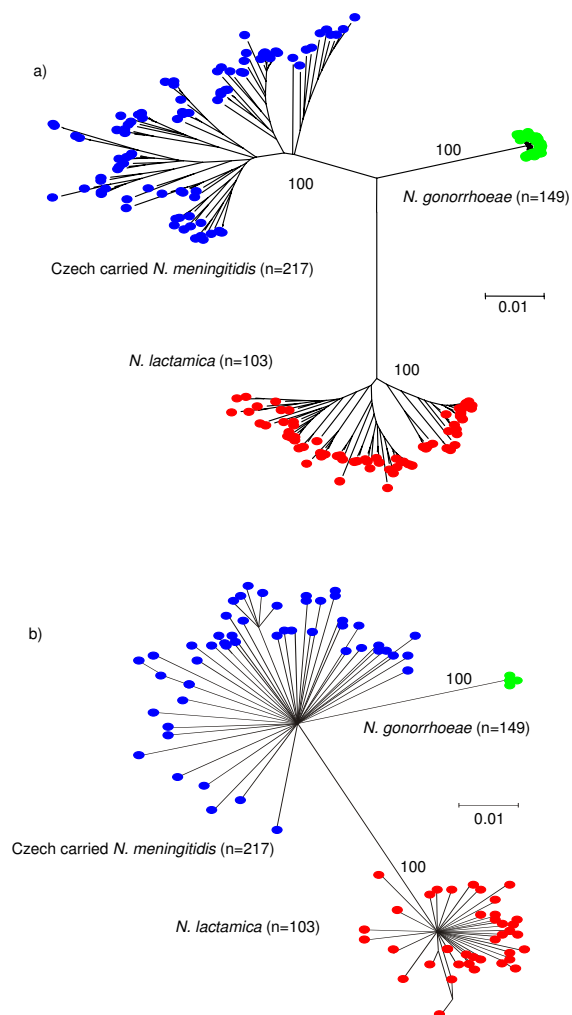 a)
100
100
N. gonorrhoeae (n=149)
Czech carried N. meningitidis (n=217)
0.01
N. lactamica (n=103)
100
b)
100
N. gonorrhoeae (n=149)
0.01
Czech carried N. meningitidis (n=217)
100
N. lactamica (n=103)